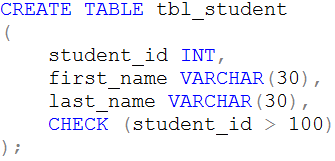 CREATE TABLE tbl_student
(
    student_id INT,
    first_name VARCHAR(30),
    last_name VARCHAR(30),
    CHECK (student_id > 100)
);